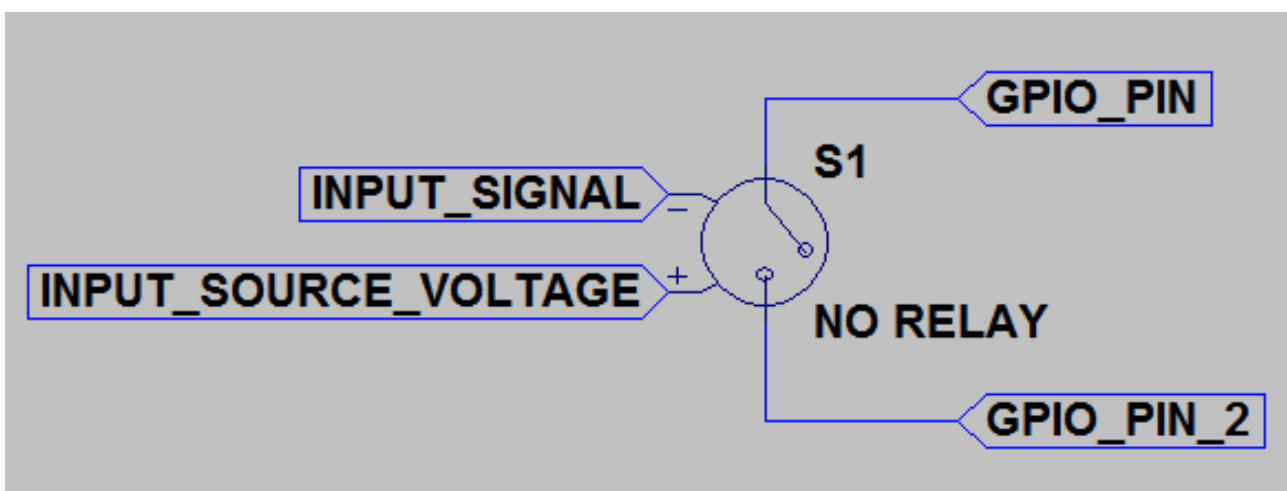 GPIO_PIN
S1
INPUT_SIGNAL
−
INPUT_SOURCE_VOLTAGE
+
NO RELAY
GPIO_PIN_2